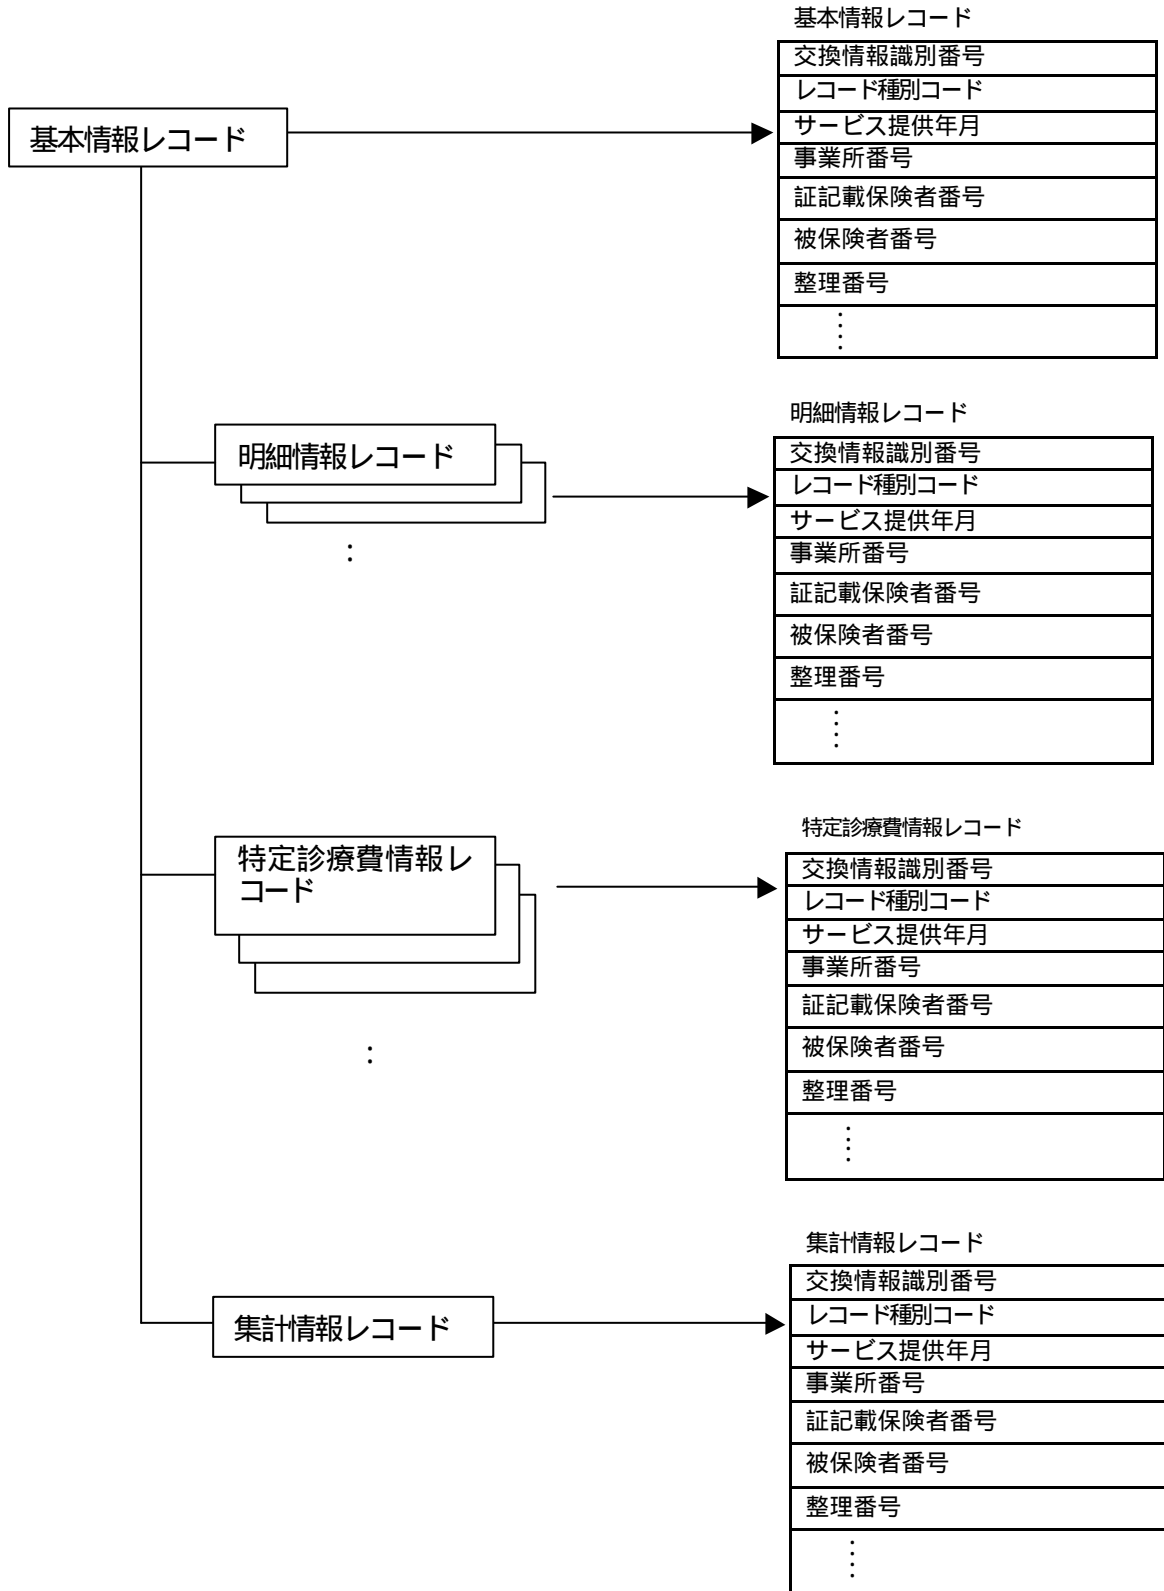 基本情報レコード
基本情報レコード
交換情報識別番号
レコード種別コード
サービス提供年月
事業所番号
証記載保険者番号
被保険者番号
整理番号
⋮
明細情報レコード
:
明細情報レコード
交換情報識別番号
レコード種別コード
サービス提供年月
事業所番号
証記載保険者番号
被保険者番号
整理番号
⋮
特定診療費情報レ
コード
:
特定診療費情報レコード
交換情報識別番号
レコード種別コード
サービス提供年月
事業所番号
証記載保険者番号
被保険者番号
整理番号
⋮
集計情報レコード
集計情報レコード
交換情報識別番号
レコード種別コード
サービス提供年月
事業所番号
証記載保険者番号
被保険者番号
整理番号
⋮